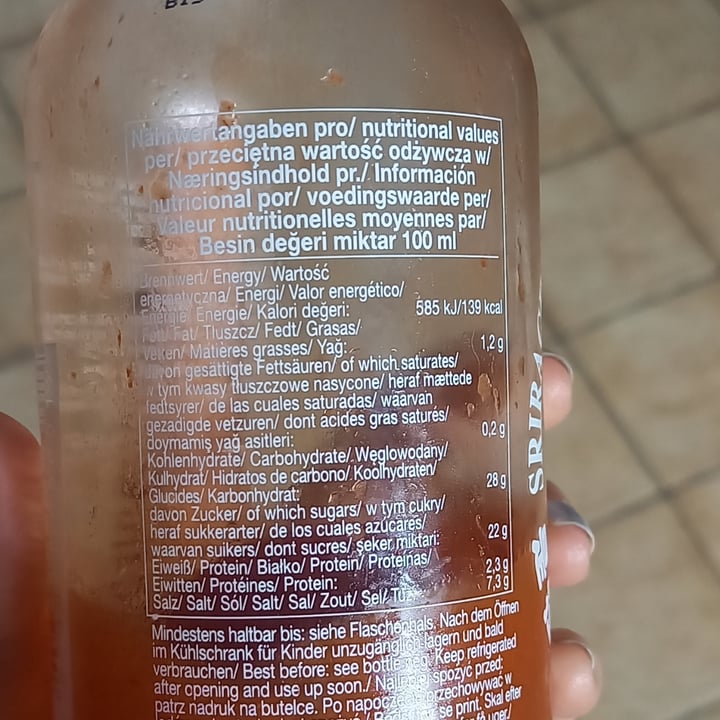 Nährwertangaben pro/ nutritional values
per/ przeciętna wartość odżywcza w/
Næringsindhold pr./ Información
nutricional por/ voedingswaarde per/
Valeur nutritionelles moyennes par/
Besin değeri miktar 100 ml
Brennwert/ Energy/ Wartość
energetyczna/ Energi/ Valor energético/
Energie/ Energie/ Kalori değeri: 585 kJ/139 kcal
Fett/ Fat/ Tłuszcz/ Fedt/ Grasas/
Vetten/ Matières grasses/ Yağ: 1,2 g
davon gesättigte Fettsäuren/ of which saturates/
w tym kwasy tłuszczowe nasycone/ heraf mættede
fedtsyrer/ de las cuales saturadas/ waarvan
gezadigde vetzuren/ dont acides gras saturés/
doymamiş yağ asitleri: 0,2 g
Kohlenhydrate/ Carbohydrate/ Węglowodany/
Kulhydrat/ Hidratos de carbono/ Koolhydraten/
Glucides/ Karbonhydrat: 28 g
davon Zucker/ of which sugars/ w tym cukry/
heraf sukkerarter/ de los cuales azúcares/
waarvan suikers/ dont sucres/ şeker miktari: 22 g
Eiweiß/ Protein/ Białko/ Protein/ Proteínas/
Eiwitten/ Protéines/ Protein: 2,3 g
Salz/ Salt/ Sól/ Salt/ Sal/ Zout/ Sel/ Tuz: 7,3 g
Mindestens haltbar bis: siehe Flaschenhals. Nach dem Öffnen
im Kühlschrank für Kinder unzugänglich lagern und bald
verbrauchen/ Best before: see bottle Keep refrigerated
after opening and use up soon./ Najlepiej spożyć przed:
patrz nadruk na butelce. Po przechowywać w
se print. Skal efter
SRIRA